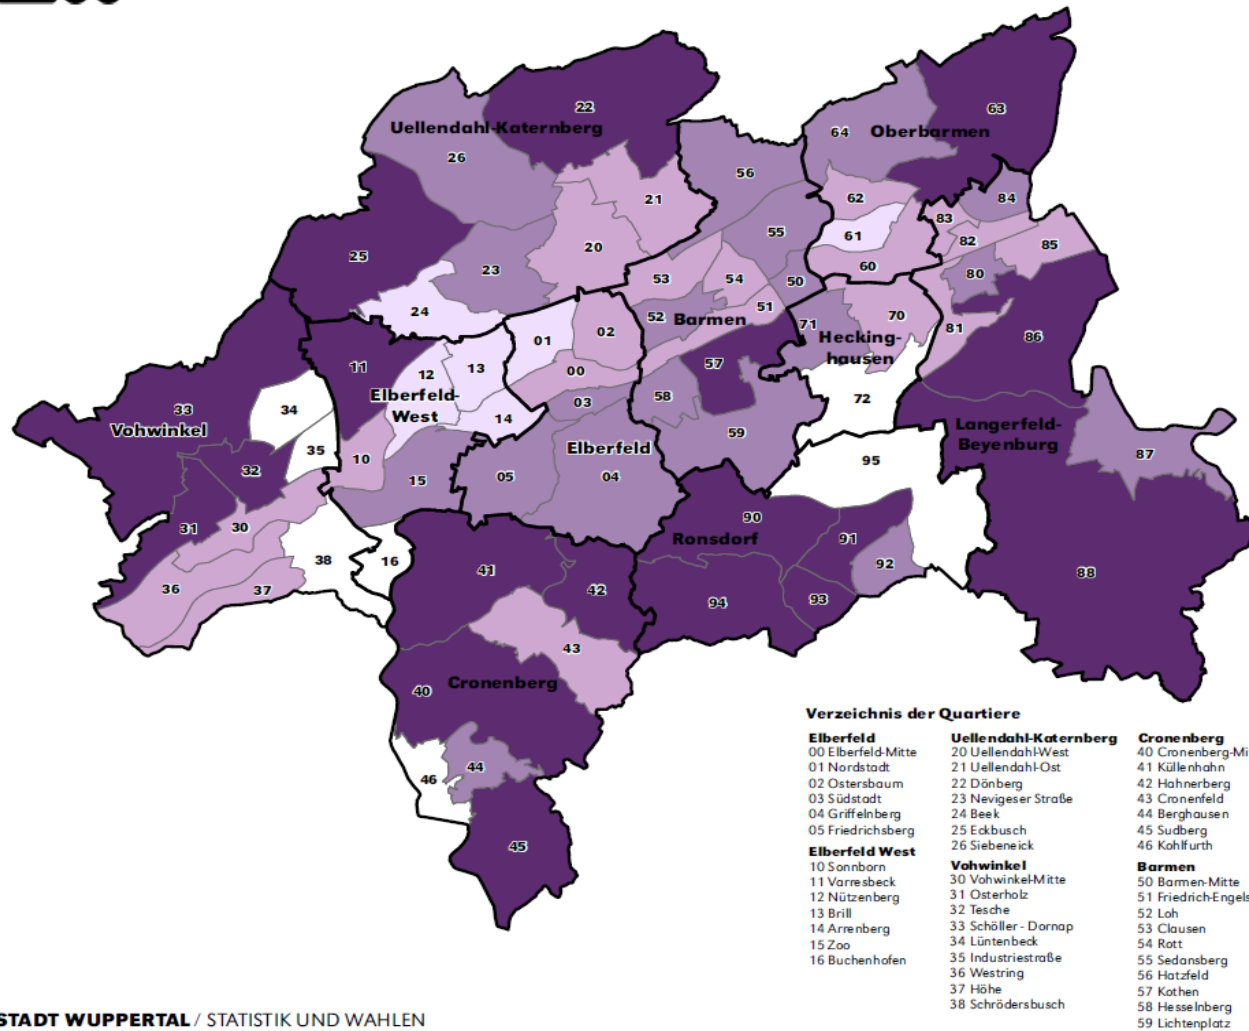 22
63
Uellendahl-Katernberg
64
Oberbarmen
26
56
21
62
84
83
61
55
82
85
20
25
23
60
80
53
54
50
24
51
52
Barmen
71
70
81
02
01
86
Hecking-
hausen
11
13
12
00
57
Elberfeld-
West
72
33
34
03
58
14
Vohwinkel
Langerfeld-
Beyenburg
59
35
10
Elberfeld
87
95
32
15
05
04
90
31
30
Ronsdorf
91
38
16
92
41
88
36
37
42
94
93
43
40
Cronenberg
46
44
45
Verzeichnis der Quartiere
Elberfeld
00 Elberfeld-Mitte
01 Nordstadt
02 Ostersbaum
03 Südstadt
04 Griffelnberg
05 Friedrichsberg
Elberfeld West
10 Sonnborn
11 Varresbeck
12 Nützenberg
13 Brill
14 Arrenberg
15 Zoo
16 Buchenhofen
Uellendahl-Katernberg
20 Uellendahl-West
21 Uellendahl-Ost
22 Dönberg
23 Nevigeser Straße
24 Beek
25 Eckbusch
26 Siebeneick
Vohwinkel
30 Vohwinkel-Mitte
31 Osterholz
32 Tesche
33 Schöller - Dornap
34 Lüntenbeck
35 Industriestraße
36 Westring
37 Höhe
38 Schrödersbusch
Cronenberg
40 Cronenberg-Mi
41 Küllenhahn
42 Hahnerberg
43 Cronenfeld
44 Berghausen
45 Sudberg
46 Kohlfurth
Barmen
50 Barmen-Mitte
51 Friedrich-Engels
52 Loh
53 Clausen
54 Rott
55 Sedansberg
56 Hatzfeld
57 Kothen
58 Hesselnberg
59 Lichtenplatz
STADT WUPPERTAL / STATISTIK UND WAHLEN